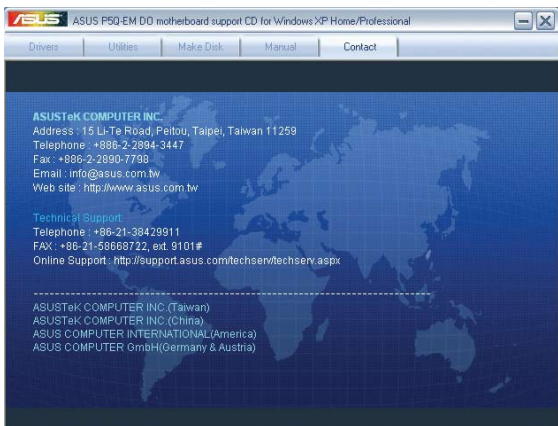 ASUS ASUS P5Q-EM DO motherboard support CD for Windows XP Home/Professional
Drivers Utilities Make Disk Manual Contact
ASUSTeK COMPUTER INC.
Address : 15 Li-Te Road, Peitou, Taipei, Taiwan 11259
Telephone : +886-2-2894-3447
Fax : +886-2-2890-7798
Email : info@asus.com.tw
Web site : http://www.asus.com.tw
Technical Support:
Telephone : +86-21-38429911
FAX : +86-21-58668722, ext. 9101#
Online Support : http://support.asus.com/techserv/techserv.aspx
ASUSTeK COMPUTER INC.(Taiwan)
ASUSTeK COMPUTER INC.(China)
ASUS COMPUTER INTERNATIONAL(America)
ASUS COMPUTER GmbH(Germany & Austria)